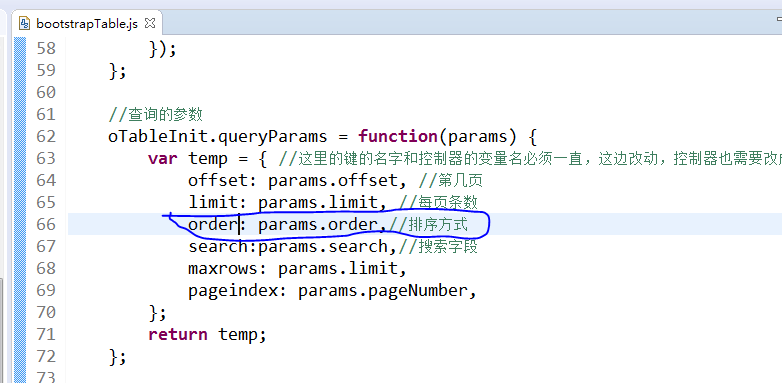 bootstrapTable.js
58 });
59 };
60
61 //查询的参数
62 oTableInit.queryParams = function(params) {
63 var temp = { //这里的键的名字和控制器的变量名必须一直，这边改动，控制器也需要改
64 offset: params.offset, //第几页
65 limit: params.limit, //每页条数
66 order: params.order,//排序方式
67 search:params.search,//搜索字段
68 maxrows: params.limit,
69 pageindex: params.pageNumber,
70 };
71 return temp;
72 };
73